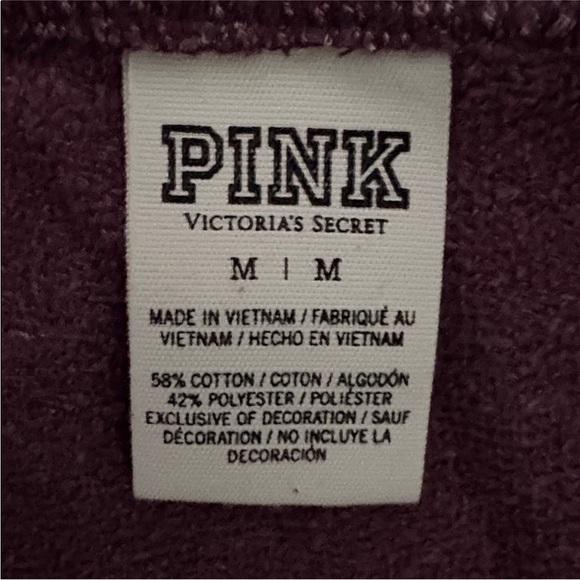 PINK
VICTORIA'S SECRET
M | M
MADE IN VIETNAM / FABRIQUÉ AU
VIETNAM / HECHO EN VIETNAM
58% COTTON / COTON / ALGODÓN
42% POLYESTER / POLIÉSTER
EXCLUSIVE OF DECORATION / SAUF
DÉCORATION / NO INCLUYE LA
DECORACIÓN